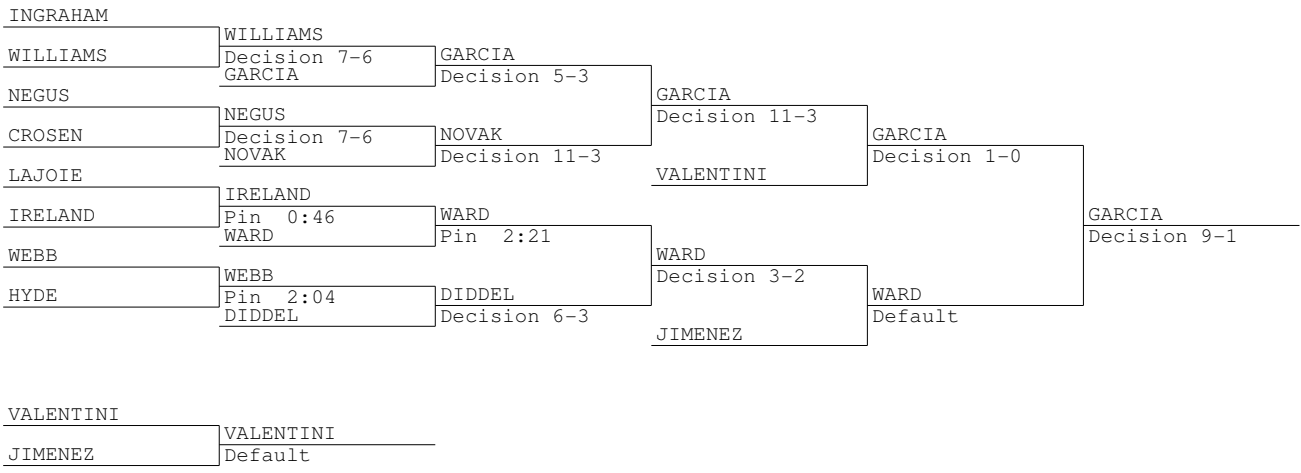 INGRAHAM
WILLIAMS
WILLIAMS
Decision 7-6
GARCIA
GARCIA
Decision 5-3
NEGUS
CROSEN
NEGUS
Decision 7-6
NOVAK
NOVAK
Decision 11-3
GARCIA
Decision 11-3
VALENTINI
GARCIA
Decision 1-0
LAJOIE
IRELAND
IRELAND
Pin 0:46
WARD
WARD
Pin 2:21
WEBB
HYDE
WEBB
Pin 2:04
DIDDEL
DIDDEL
Decision 6-3
WARD
Decision 3-2
JIMENEZ
WARD
Default
GARCIA
Decision 9-1
VALENTINI
JIMENEZ
VALENTINI
Default